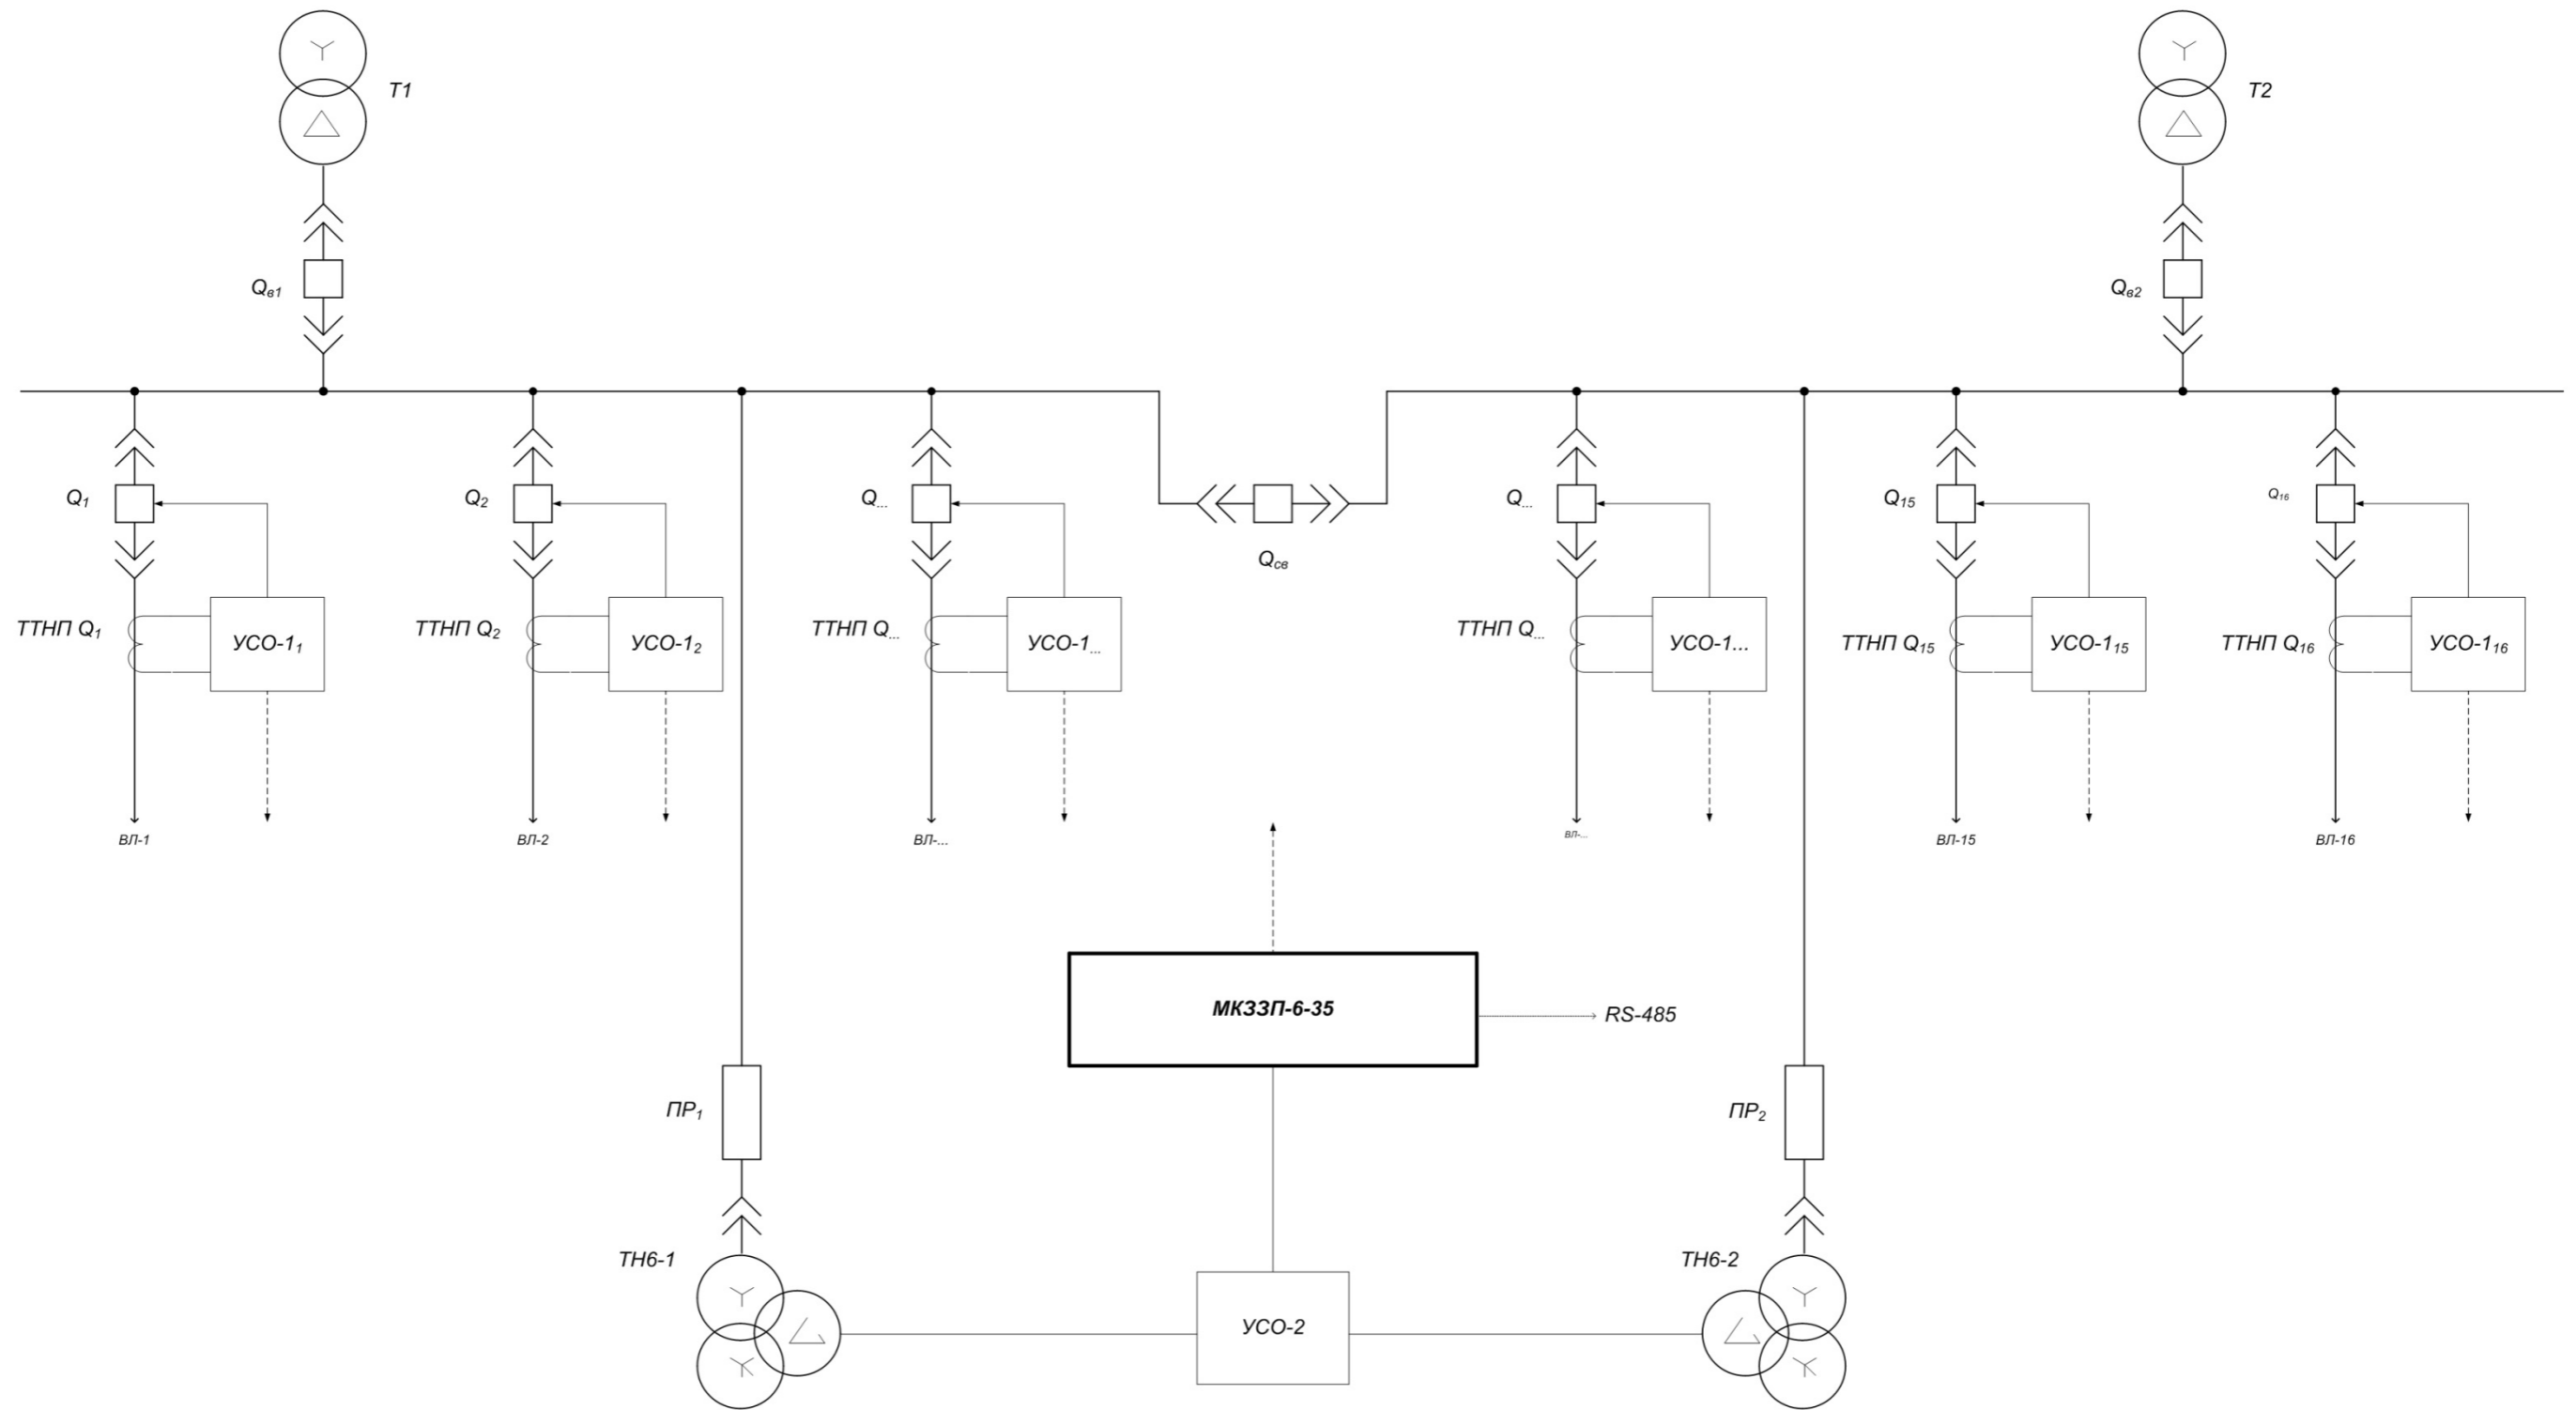 T1
T2
Qв1
Qв2
Q1
Q2
Q...
Q...
Q15
Q16
Qсв
ТТНП Q1
УСО-11
ТТНП Q2
УСО-12
ТТНП Q...
УСО-1...
ТТНП Q...
УСО-1...
ТТНП Q15
УСО-115
ТТНП Q16
УСО-116
ВЛ-1
ВЛ-2
ВЛ-...
ВЛ-...
ВЛ-15
ВЛ-16
МКЗЗП-6-35
RS-485
ПР1
ПР2
ТН6-1
ТН6-2
УСО-2